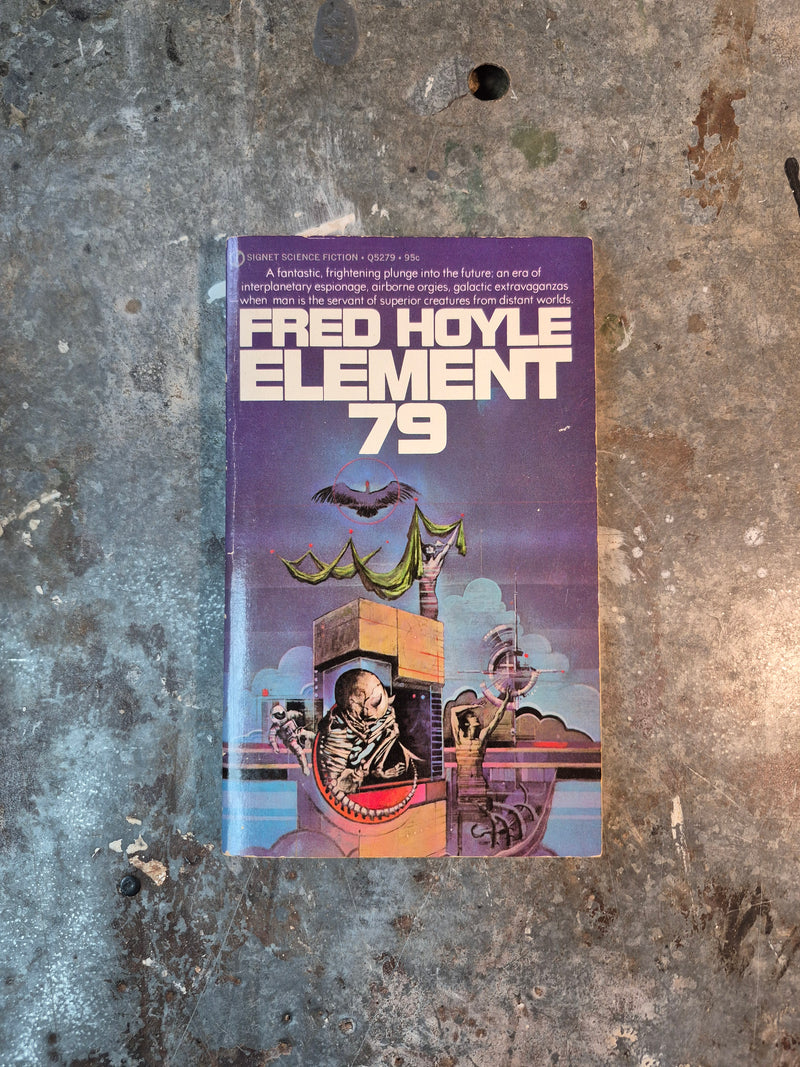 SIGNET SCIENCE FICTION • Q5279 • 95c
A fantastic, frightening plunge into the future; an era of
interplanetary espionage, airborne orgies, galactic extravaganzas
when man is the servant of superior creatures from distant worlds.
FRED HOYLE
ELEMENT
79